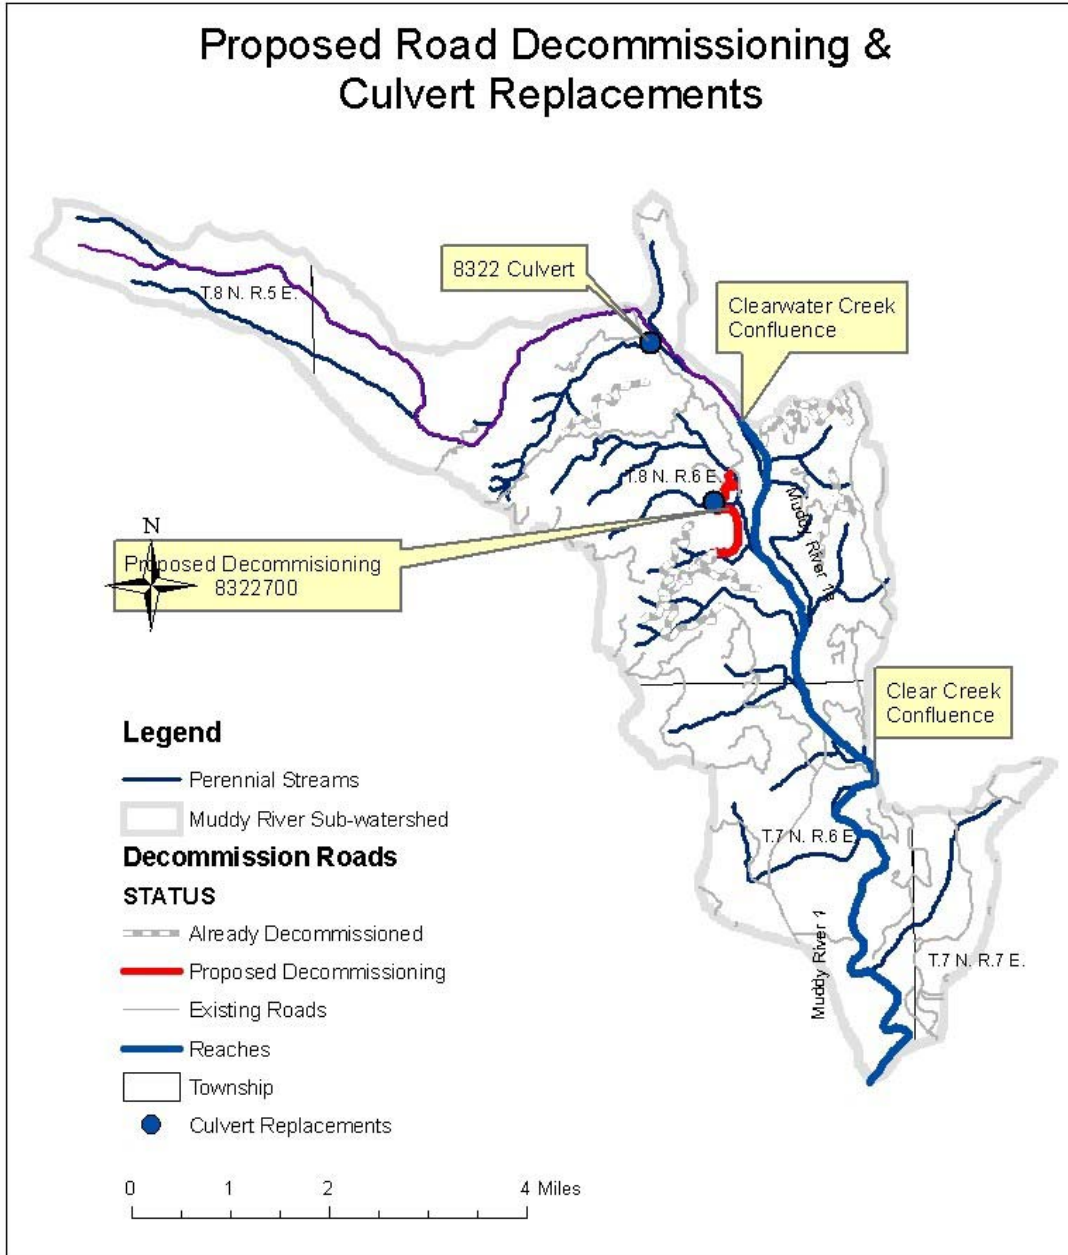 Proposed Road Decommissioning &
Culvert Replacements
8322 Culvert
Clearwater Creek
Confluence
T.8 N. R.5 E.
T.8 N. R.6 E.
Muddy River 1a
N
Proposed Decommisioning
8322700
Clear Creek
Confluence
T.7 N. R.6 E.
Muddy River 1
T.7 N. R.7 E.
Legend
Perennial Streams
Muddy River Sub-watershed
Decommission Roads
STATUS
Already Decommissioned
Proposed Decommissioning
Existing Roads
Reaches
Township
Culvert Replacements
0 1 2 4 Miles